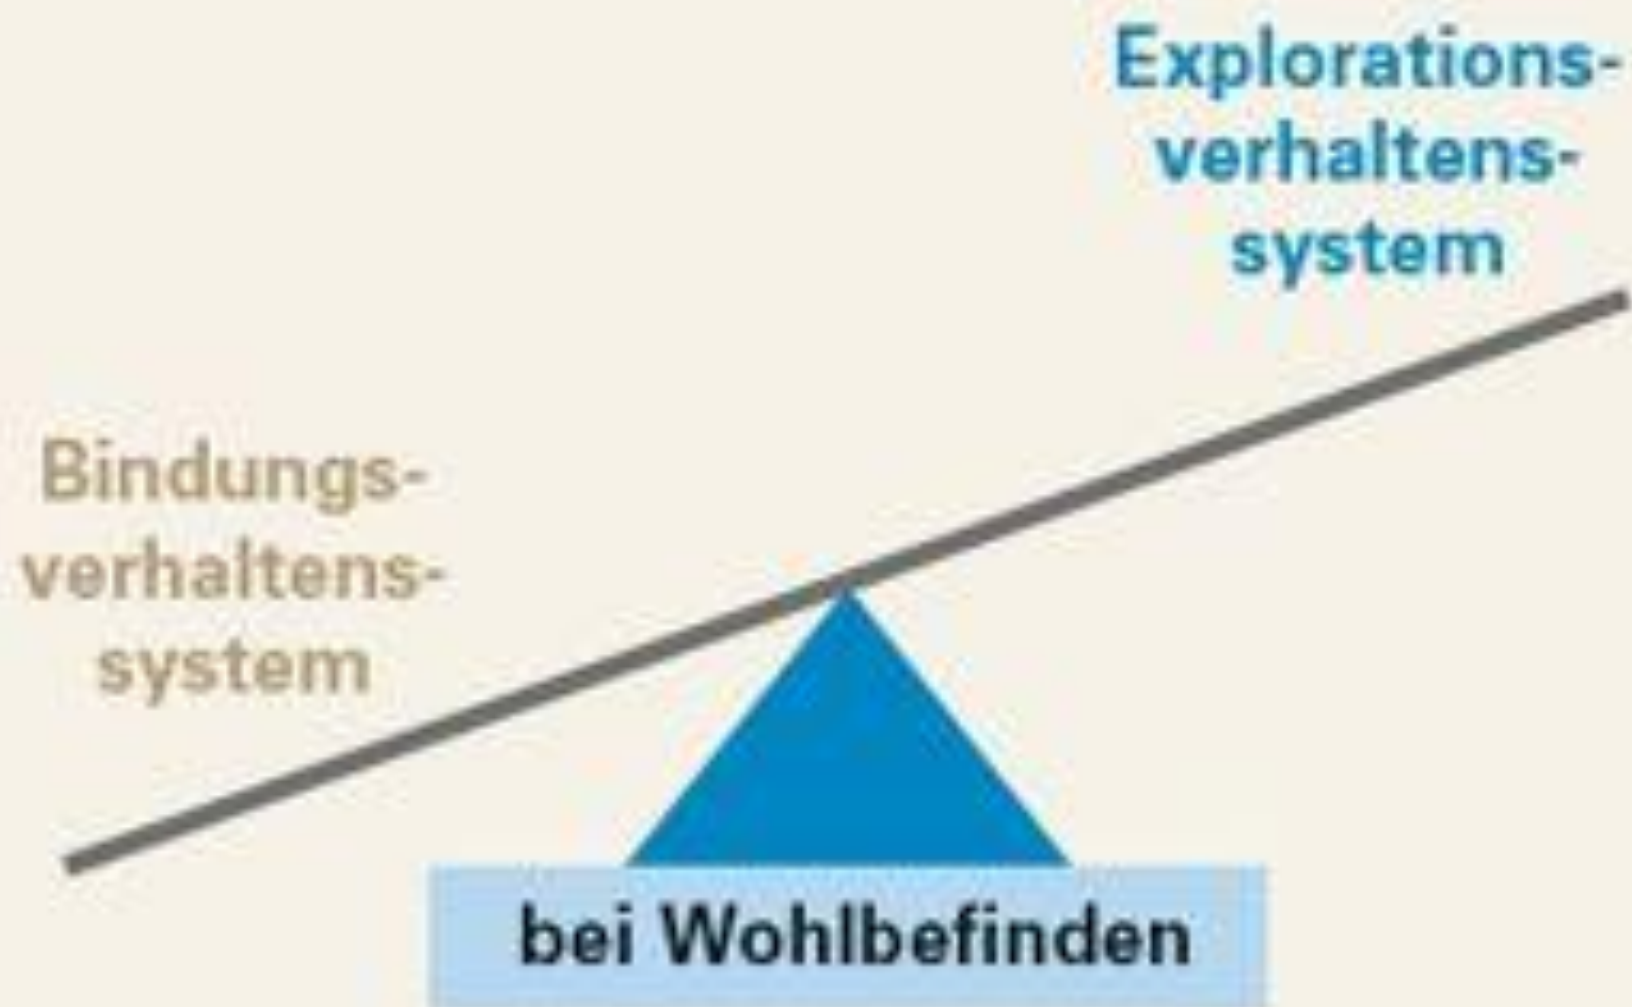 Explorations-
verhaltens-
system
Bindungs-
verhaltens-
system
bei Wohlbefinden